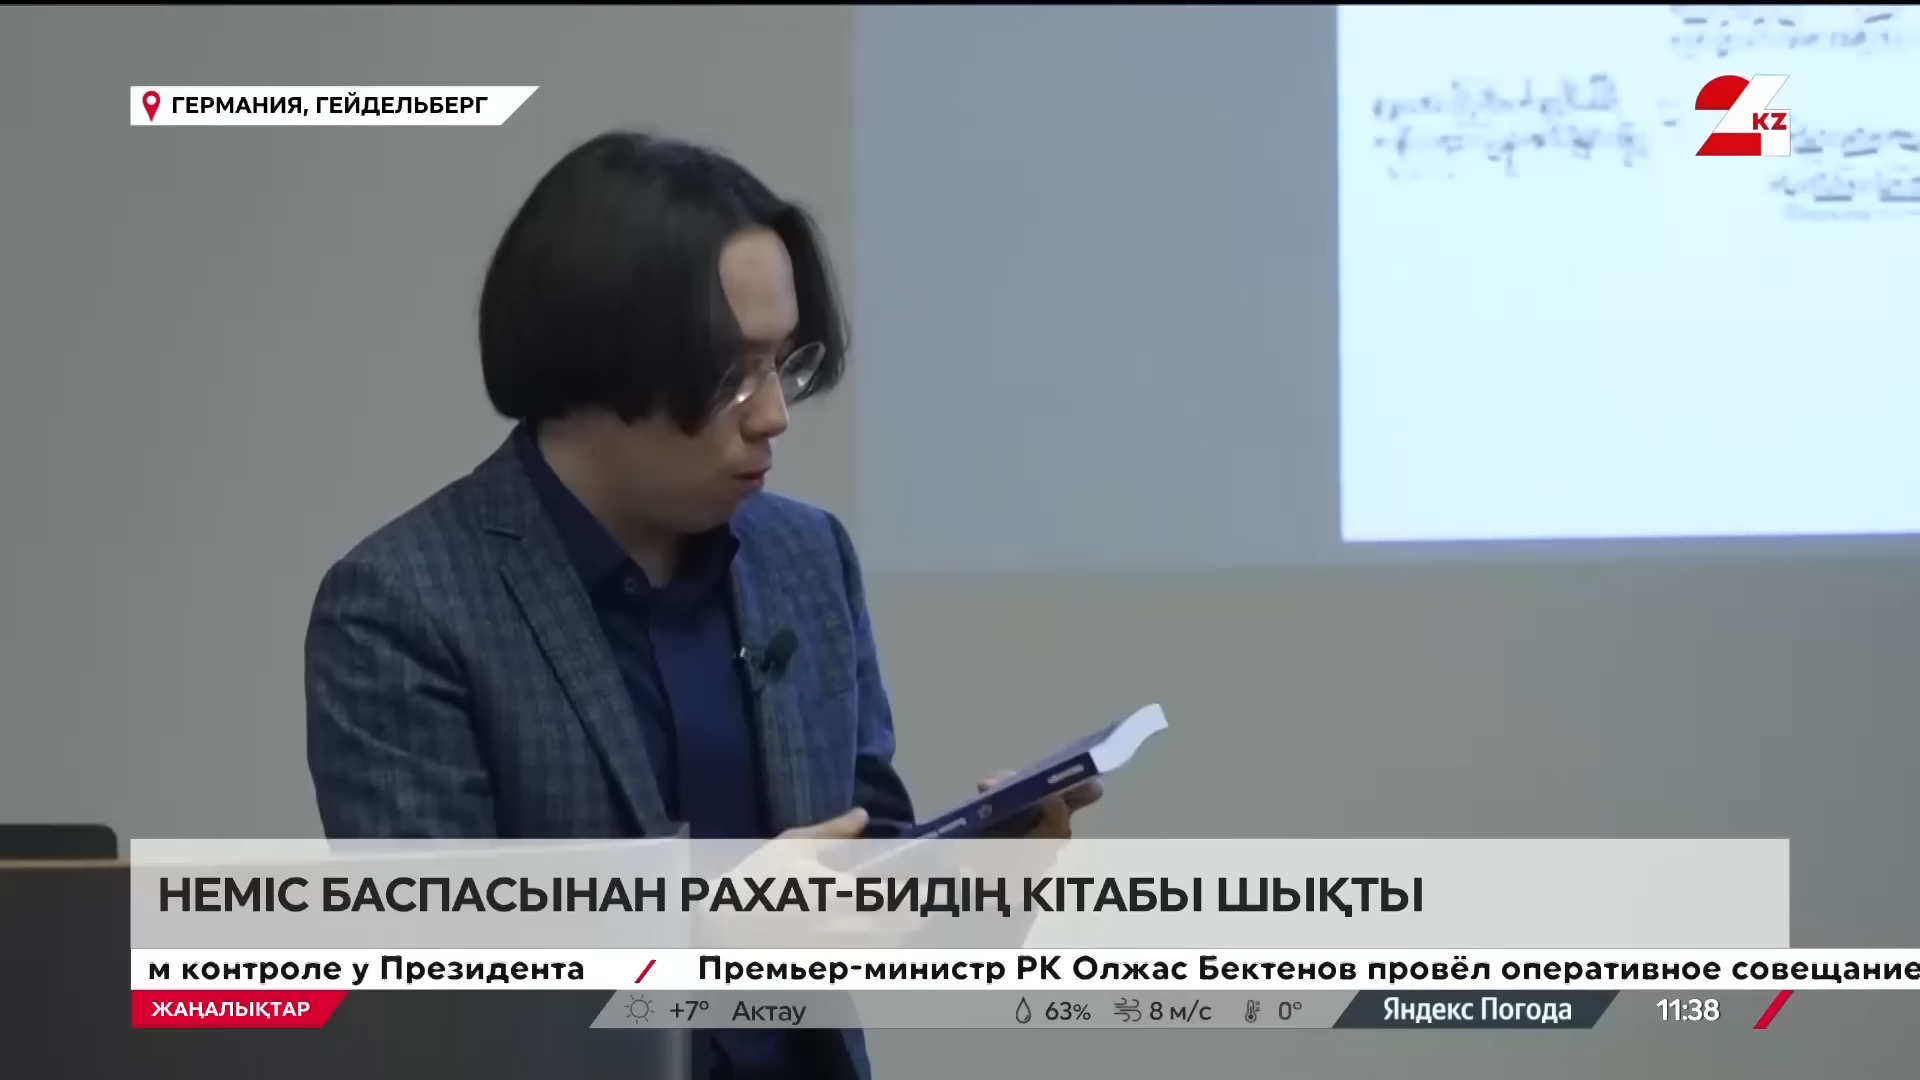 ГЕРМАНИЯ, ГЕЙДЕЛЬБЕРГ
24 KZ
НЕМІС БАСПАСЫНАН РАХАТ-БИДІҢ КІТАБЫ ШЫҚТЫ
м контроле у Президента / Премьер-министр РК Олжас Бектенов провёл оперативное совещание
ЖАҢАЛЫҚТАР +7° Актау 63% 8 м/с 0° Яндекс Погода 11:38